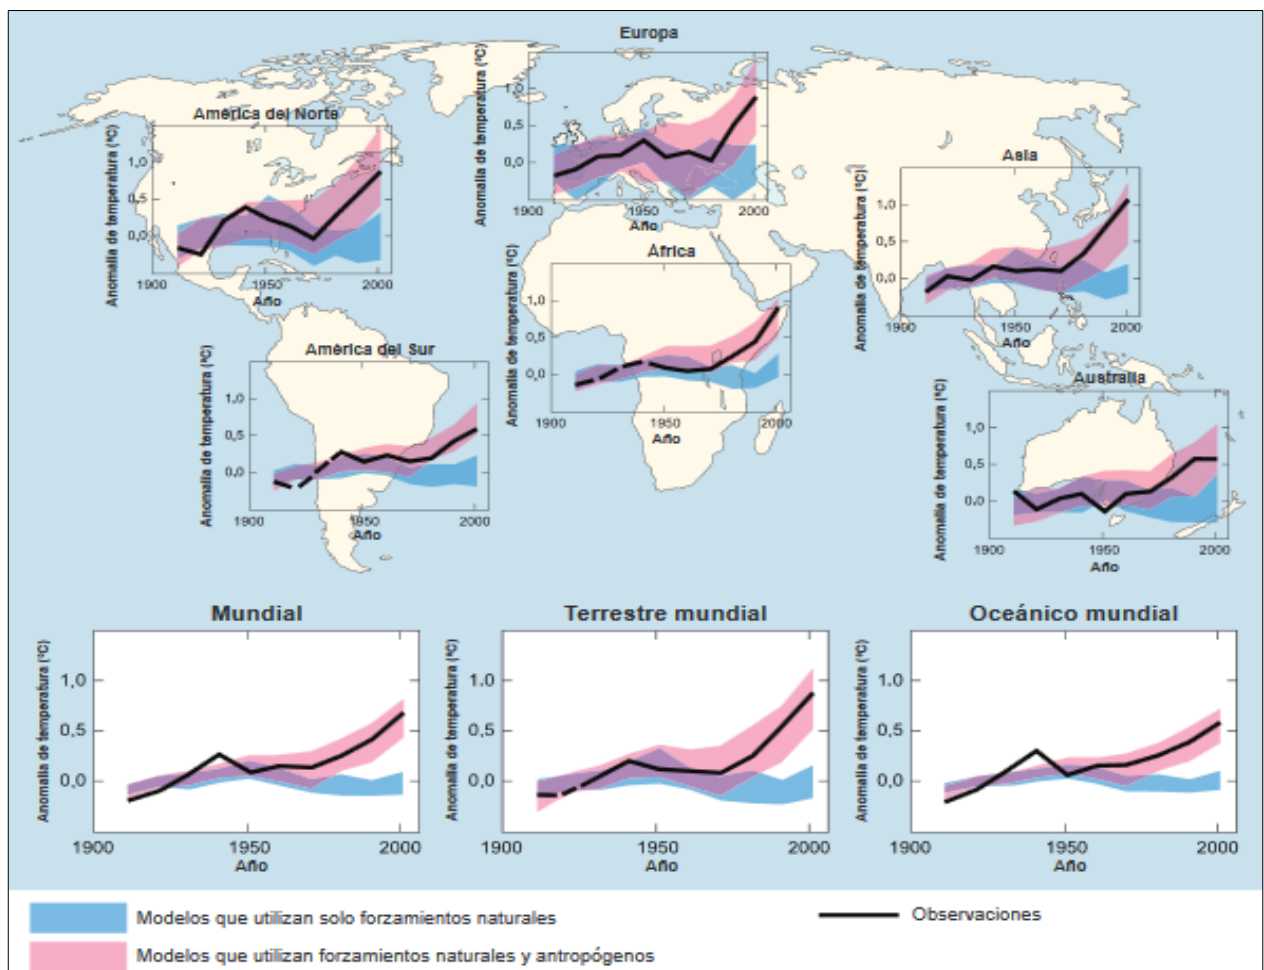 Europa
Anomalía de temperatura (ºC)
1,0
0,5
0,0
1900
1950
2000
Año
América del Norte
Anomalía de temperatura (ºC)
1,0
0,5
0,0
1900
1950
2000
Año
Asia
Anomalía de temperatura (ºC)
1,0
0,5
0,0
1900
1950
2000
Año
África
Anomalía de temperatura (ºC)
1,0
0,5
0,0
1900
1950
2000
Año
América del Sur
Anomalía de temperatura (ºC)
1,0
0,5
0,0
1900
1950
2000
Año
Australia
Anomalía de temperatura (ºC)
1,0
0,5
0,0
1900
1950
2000
Año
Mundial
Anomalía de temperatura (ºC)
1,0
0,5
0,0
1900
1950
2000
Año
Terrestre mundial
Anomalía de temperatura (ºC)
1,0
0,5
0,0
1900
1950
2000
Año
Oceánico mundial
Anomalía de temperatura (ºC)
1,0
0,5
0,0
1900
1950
2000
Año
Modelos que utilizan solo forzamientos naturales
Observaciones
Modelos que utilizan forzamientos naturales y antropógenos